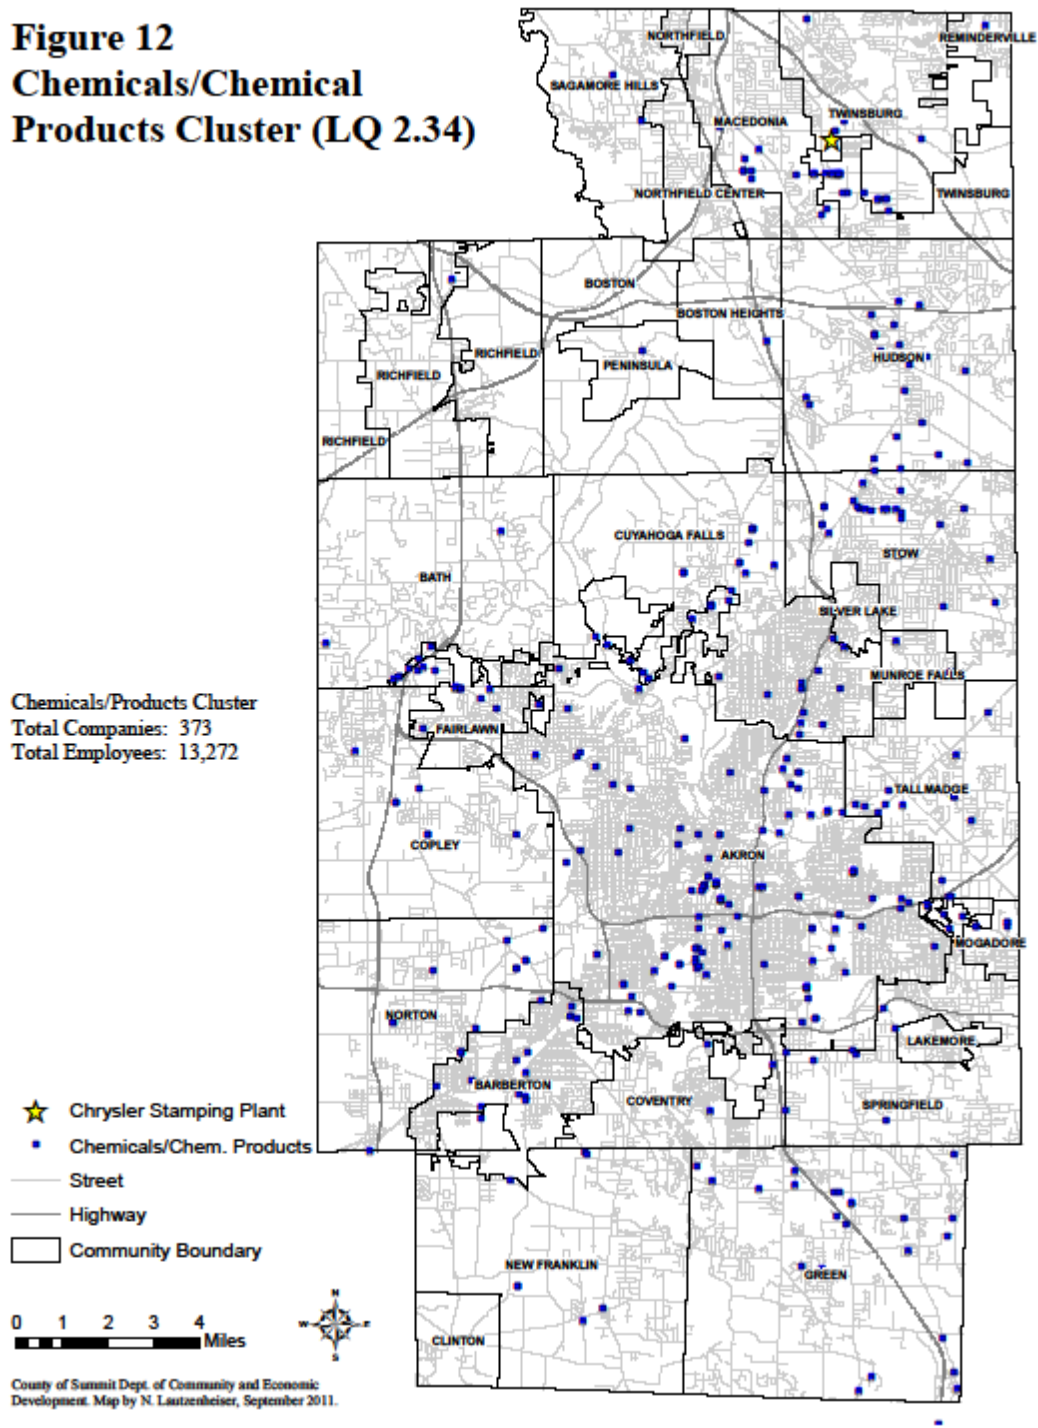 Figure 12
Chemicals/Chemical
Products Cluster (LQ 2.34)
NORTHFIELD
REMINDERVILLE
SAGAMORE HILLS
TWINSBURG
MACEDONIA
NORTHFIELD CENTER
TWINSBURG
BOSTON
BOSTON HEIGHTS
RICHFIELD
HUDSON
PENINSULA
RICHFIELD
RICHFIELD
CUYAHOGA FALLS
STOW
BATH
SILVER LAKE
MUNROE FALLS
Chemicals/Products Cluster
Total Companies: 373
Total Employees: 13,272
FAIRLAWN
TALLMADGE
COPLEY
AKRON
MOGADORE
NORTON
LAKEMORE
BARBERTON
COVENTRY
SPRINGFIELD
Chrysler Stamping Plant
Chemicals/Chem. Products
Street
Highway
Community Boundary
NEW FRANKLIN
GREEN
CLINTON
N
W E
S
0 1 2 3 4
Miles
County of Summit Dept. of Community and Economic
Development. Map by N. Lautzenheiser, September 2011.